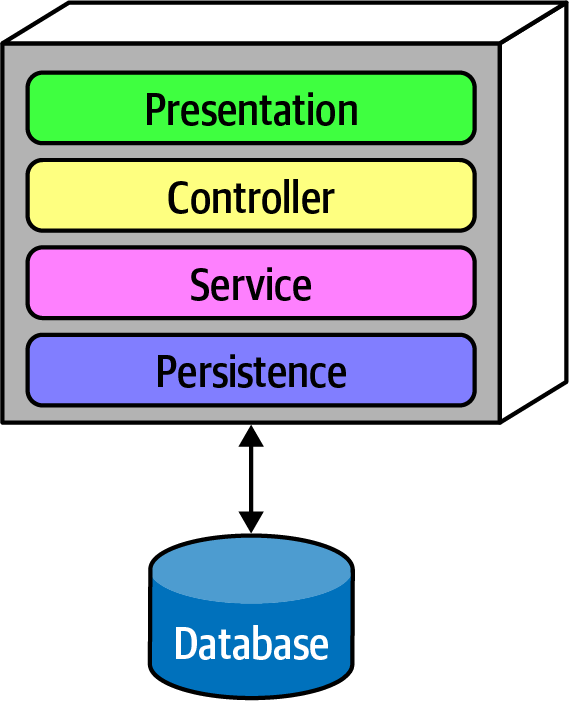 Presentation
Controller
Service
Persistence
Database